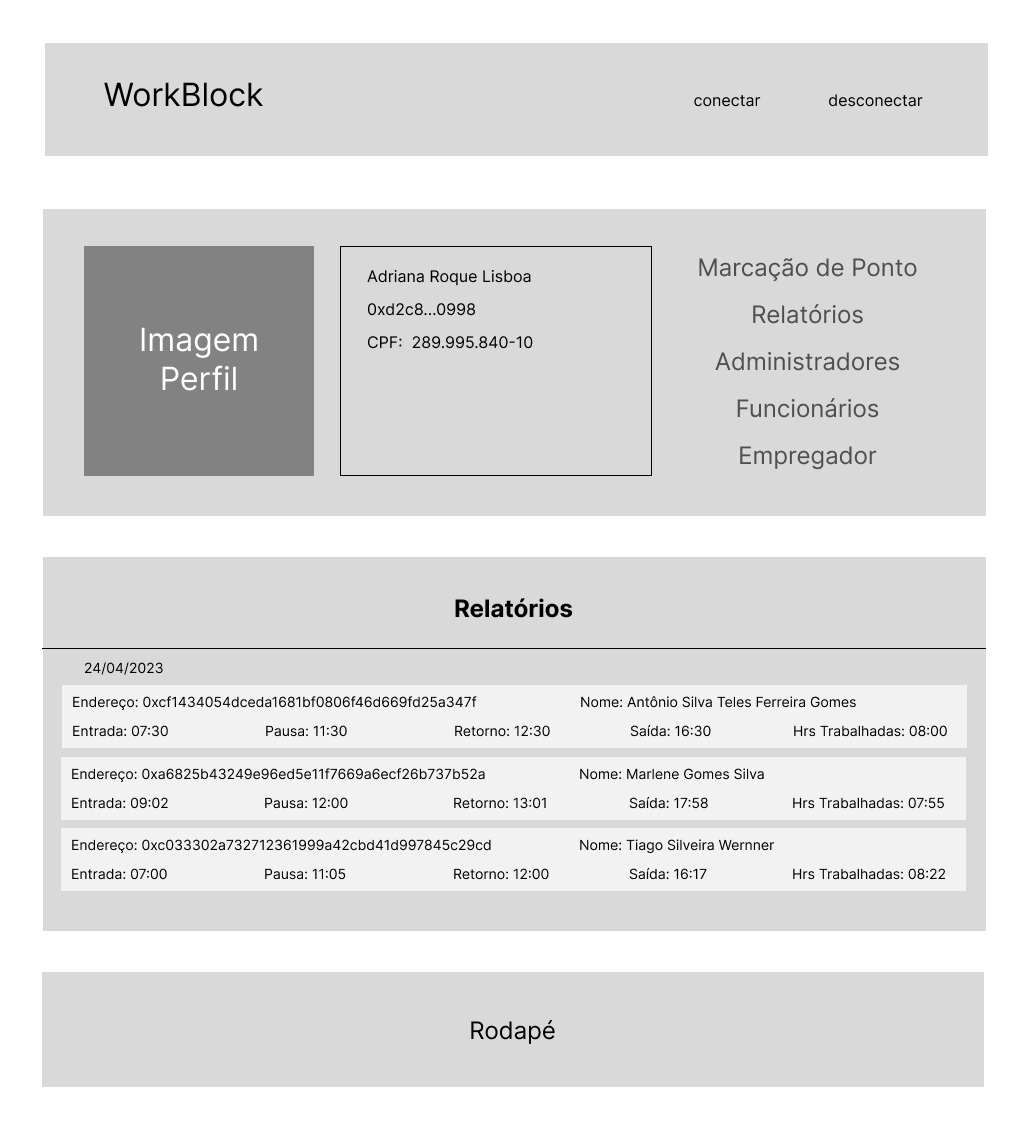 WorkBlock
conectar desconectar
Imagem
Perfil
Adriana Roque Lisboa
0xd2c8...0998
CPF: 289.995.840-10
Marcação de Ponto
Relatórios
Administradores
Funcionários
Empregador
Relatórios
24/04/2023
Endereço: 0xcf1434054dceda1681bf0806f46d669fd25a347f Nome: Antônio Silva Teles Ferreira Gomes
Entrada: 07:30 Pausa: 11:30 Retorno: 12:30 Saída: 16:30 Hrs Trabalhadas: 08:00
Endereço: 0xa6825b43249e96ed5e11f7669a6ecf26b737b52a Nome: Marlene Gomes Silva
Entrada: 09:02 Pausa: 12:00 Retorno: 13:01 Saída: 17:58 Hrs Trabalhadas: 07:55
Endereço: 0xc033302a732712361999a42cbd41d997845c29cd Nome: Tiago Silveira Wernner
Entrada: 07:00 Pausa: 11:05 Retorno: 12:00 Saída: 16:17 Hrs Trabalhadas: 08:22
Rodapé